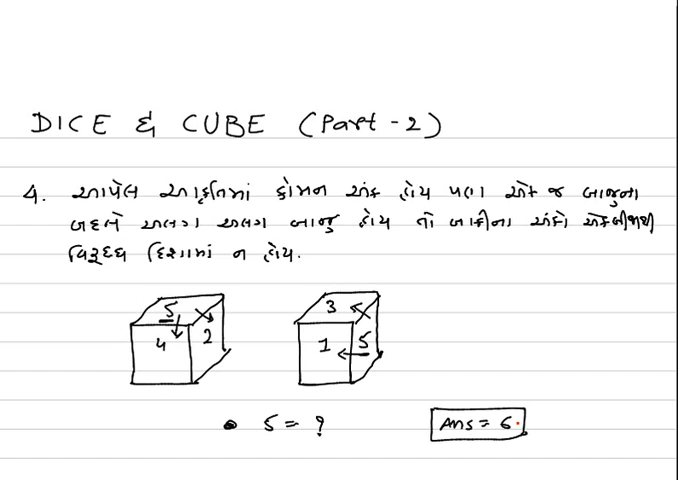 DICE & CUBE (Part - 2)
4. આપેલ આકૃતિમાં કોમન અંક હોય પણ એક જ બાજુના
બદલે અલગ અલગ બાજુ હોય તો બાકીના અંકો એકબીજાથી
વિરૂદ્ધ દિશામાં ન હોય.
5 4 2
3 1 5
• 5 = ?
Ans = 6.